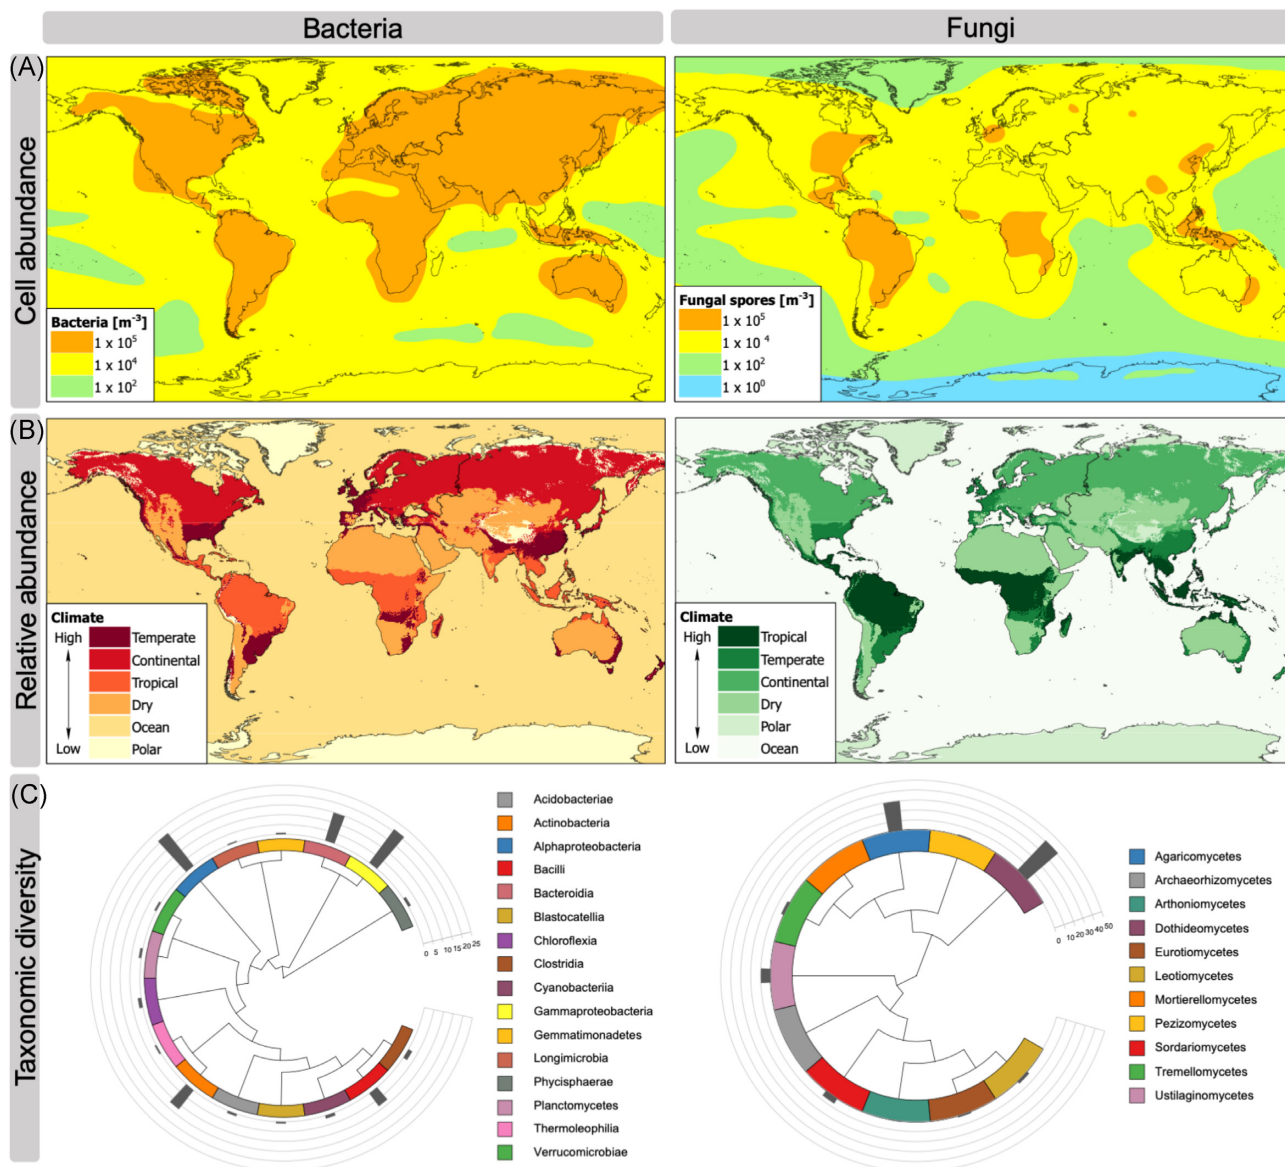 Bacteria
Fungi
(A)
Cell abundance
Bacteria [m⁻³]
1 x 10⁵
1 x 10⁴
1 x 10²
Fungal spores [m⁻³]
1 x 10⁵
1 x 10 ⁴
1 x 10²
1 x 10⁰
(B)
Relative abundance
Climate
High
Low
Temperate
Continental
Tropical
Dry
Ocean
Polar
Climate
High
Low
Tropical
Temperate
Continental
Dry
Polar
Ocean
(C)
Taxonomic diversity
0 5 10 15 20 25
Acidobacteriae
Actinobacteria
Alphaproteobacteria
Bacilli
Bacteroidia
Blastocatellia
Chloroflexia
Clostridia
Cyanobacteriia
Gammaproteobacteria
Gemmatimonadetes
Longimicrobia
Phycisphaerae
Planctomycetes
Thermoleophilia
Verrucomicrobiae
0 10 20 30 40 50
Agaricomycetes
Archaeorhizomycetes
Arthoniomycetes
Dothideomycetes
Eurotiomycetes
Leotiomycetes
Mortierellomycetes
Pezizomycetes
Sordariomycetes
Tremellomycetes
Ustilaginomycetes